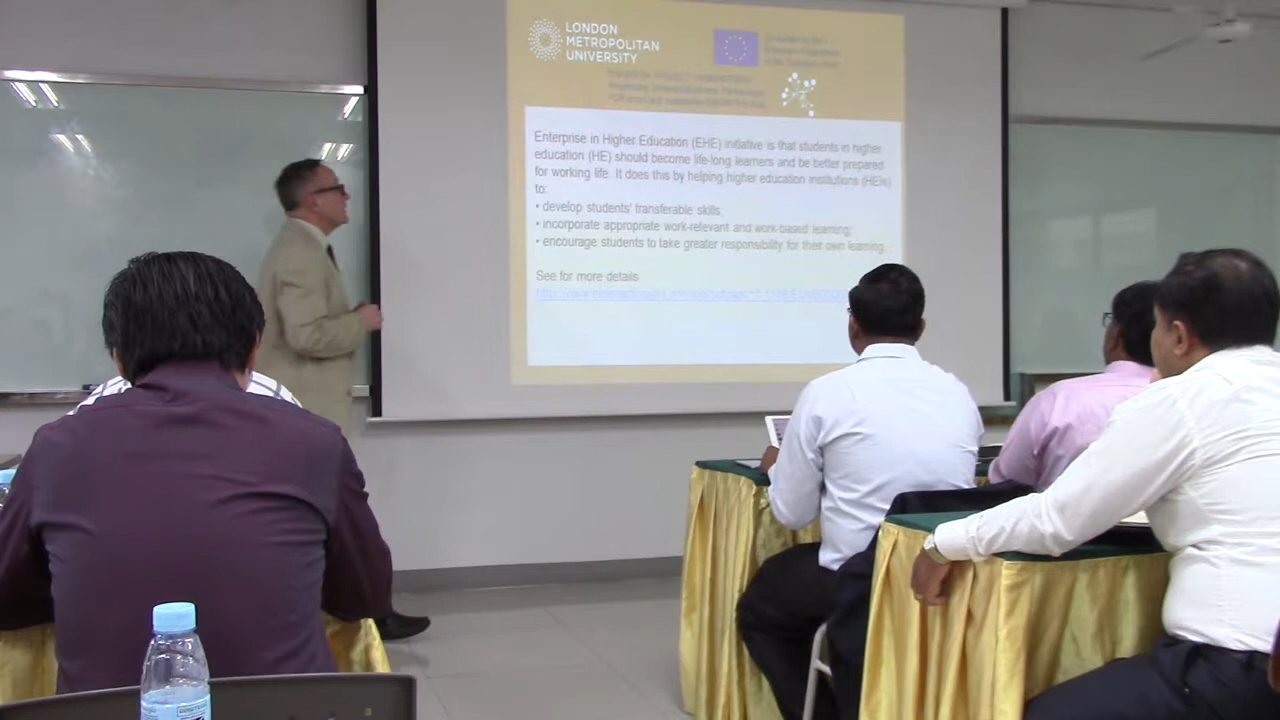 LONDON
METROPOLITAN
UNIVERSITY
Enterprise in Higher Education (EHE) initiative is that students in higher
education (HE) should become life-long learners and be better prepared
for working life. It does this by helping higher education institutions (HEIs)
to:
• develop students' transferable skills;
• incorporate appropriate work-relevant and work-based learning;
• encourage students to take greater responsibility for their own learning
See for more details